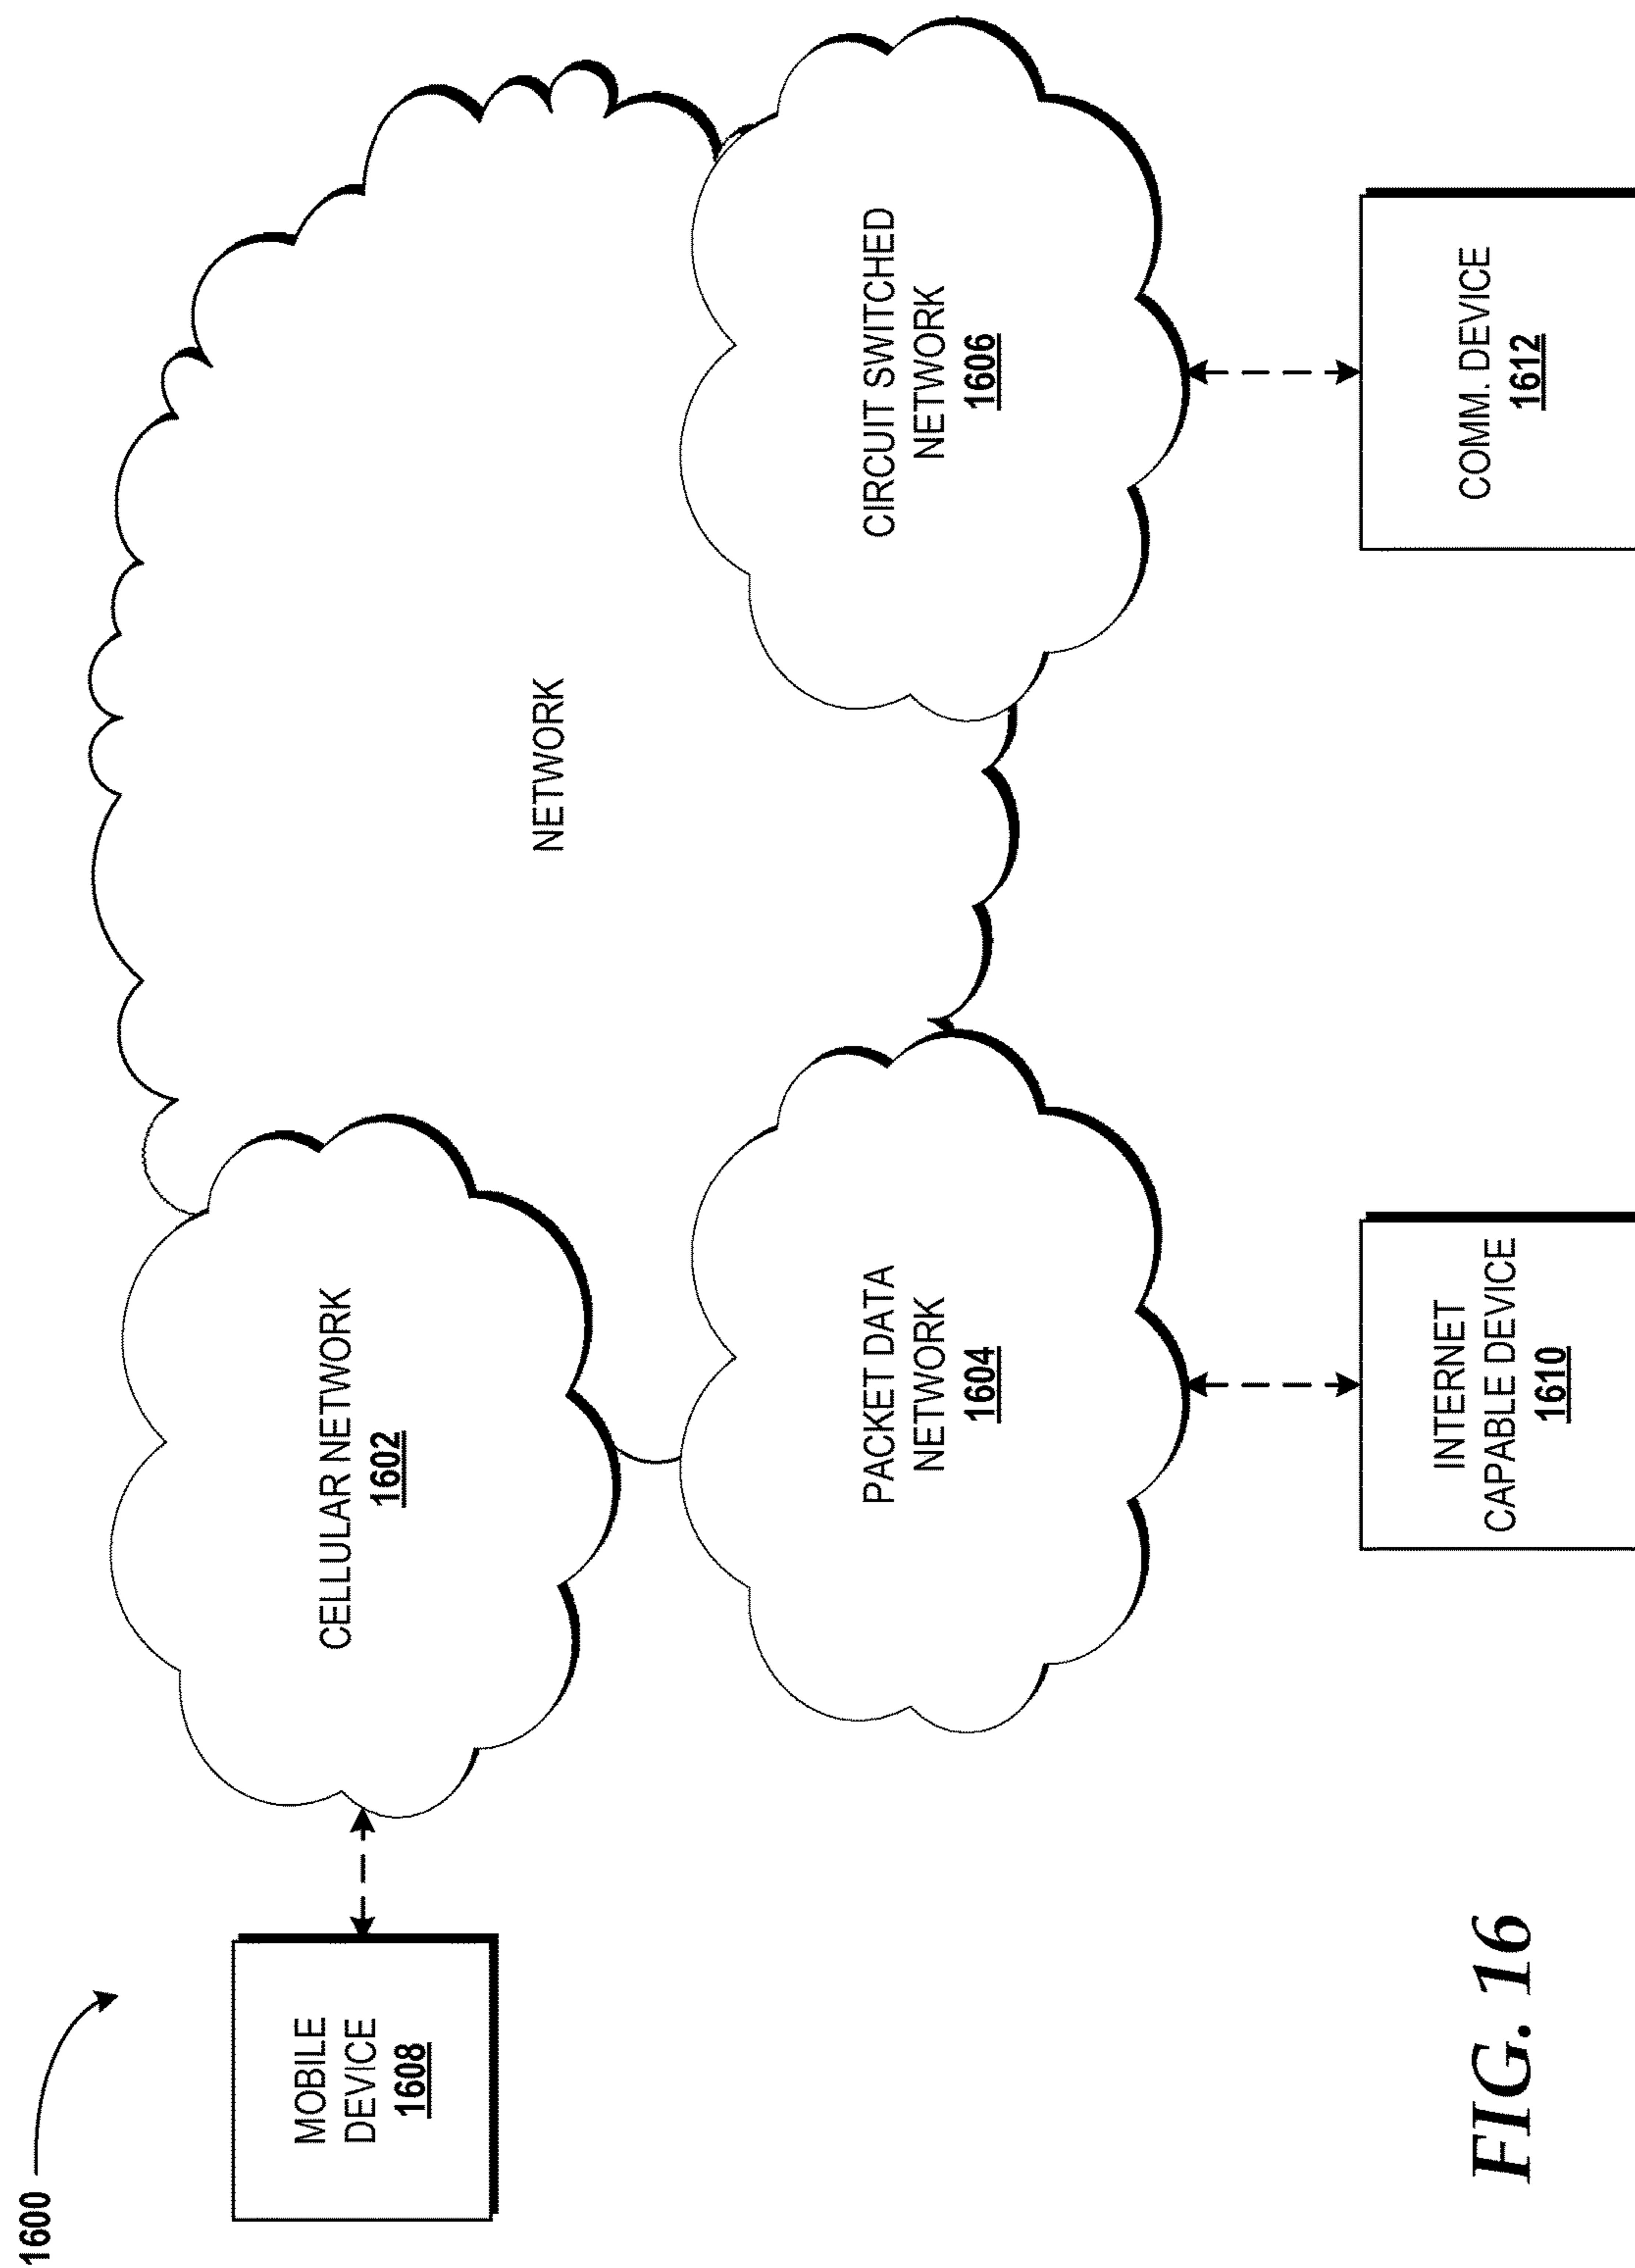 1600
MOBILE
DEVICE
1608
CELLULAR NETWORK
1602
NETWORK
PACKET DATA
NETWORK
1604
CIRCUIT SWITCHED
NETWORK
1606
INTERNET
CAPABLE DEVICE
1610
COMM. DEVICE
1612
FIG. 16